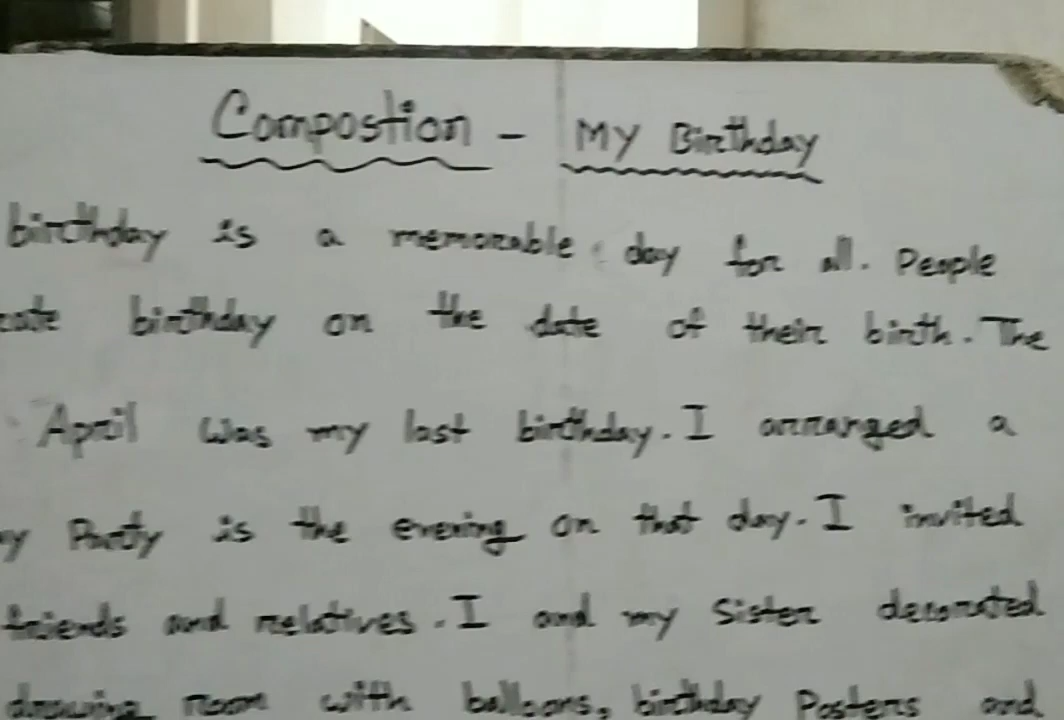 Compostion - My Birthday
birthday is a memorable day for all. People
birthday on the date of their birth. The
April was my last birthday. I arranged a
Party is the evening on that day. I invited
friends and relatives. I and my sister decorated
drawing room with balloons, birthday Posters and